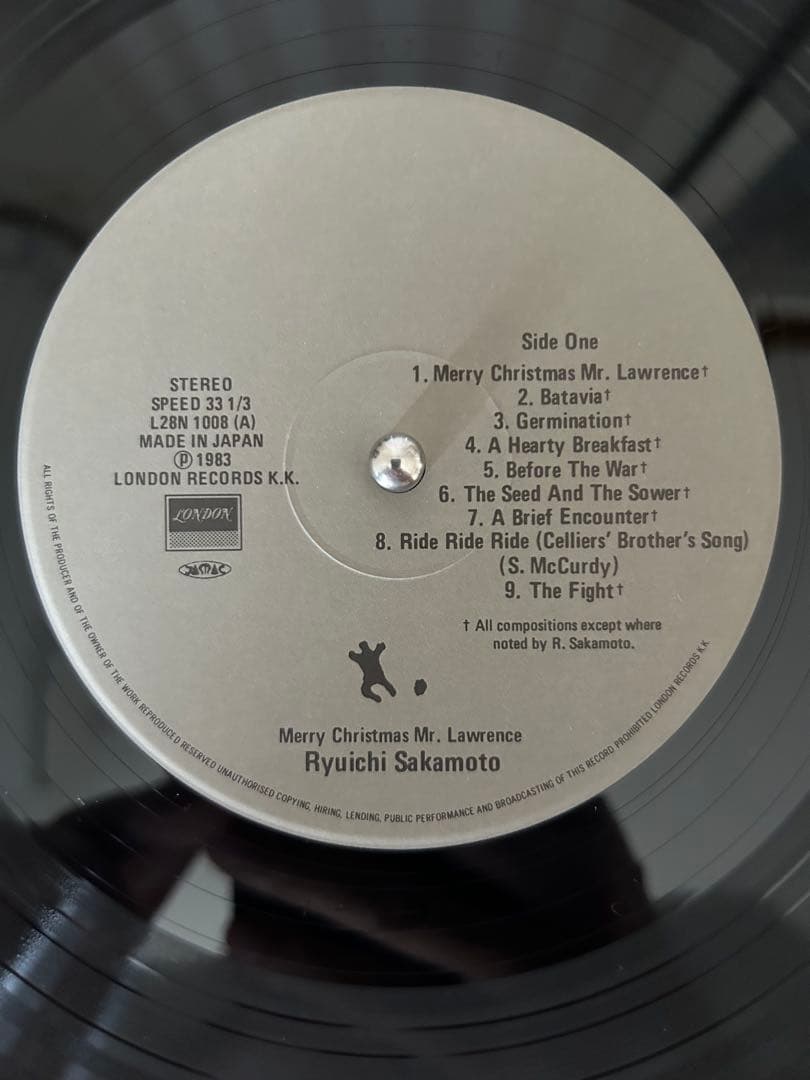 Side One
1. Merry Christmas Mr. Lawrence†
2. Batavia†
3. Germination†
4. A Hearty Breakfast†
5. Before The War†
6. The Seed And The Sower†
7. A Brief Encounter†
8. Ride Ride Ride (Celliers' Brother's Song)
(S. McCurdy)
9. The Fight†
† All compositions except where
noted by R. Sakamoto.
STEREO
SPEED 33 1/3
L28N 1008 (A)
MADE IN JAPAN
Ⓟ 1983
LONDON RECORDS K.K.
LONDON
JASRAC
Merry Christmas Mr. Lawrence
Ryuichi Sakamoto
ALL RIGHTS OF THE PRODUCER AND OF THE OWNER OF THE WORK REPRODUCED RESERVED UNAUTHORISED COPYING, HIRING, LENDING, PUBLIC PERFORMANCE AND BROADCASTING OF THIS RECORD PROHIBITED LONDON RECORDS K.K